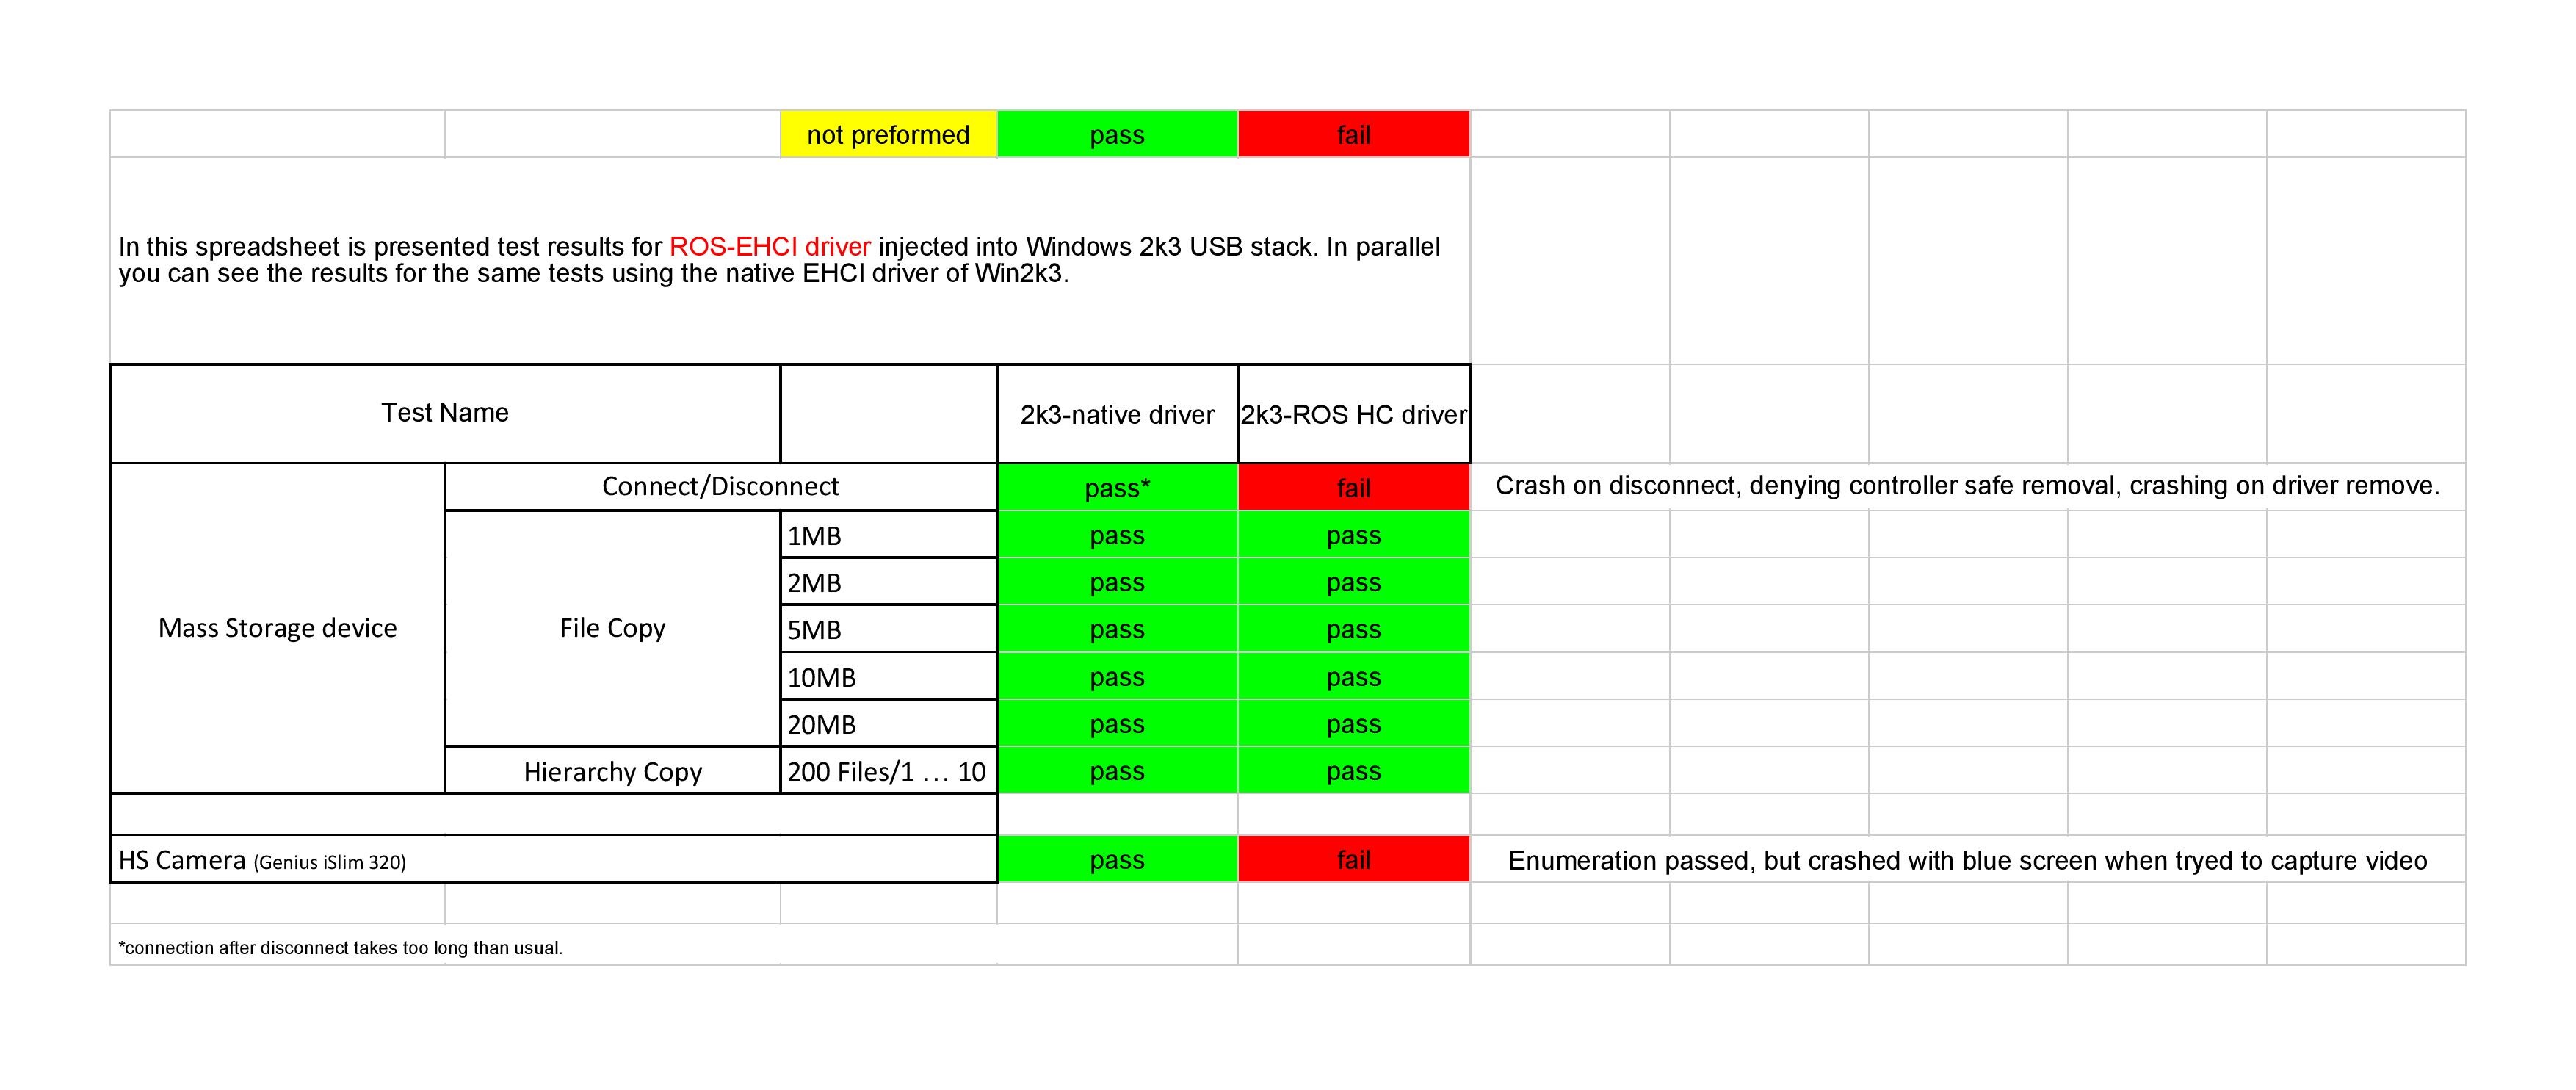 not preformed pass fail
In this spreadsheet is presented test results for ROS-EHCI driver injected into Windows 2k3 USB stack. In parallel
you can see the results for the same tests using the native EHCI driver of Win2k3.
Test Name 2k3-native driver 2k3-ROS HC driver
Connect/Disconnect pass* fail Crash on disconnect, denying controller safe removal, crashing on driver remove.
1MB pass pass
2MB pass pass
Mass Storage device File Copy 5MB pass pass
10MB pass pass
20MB pass pass
Hierarchy Copy 200 Files/1 … 10 pass pass
HS Camera (Genius iSlim 320) pass fail Enumeration passed, but crashed with blue screen when tryed to capture video
*connection after disconnect takes too long than usual.